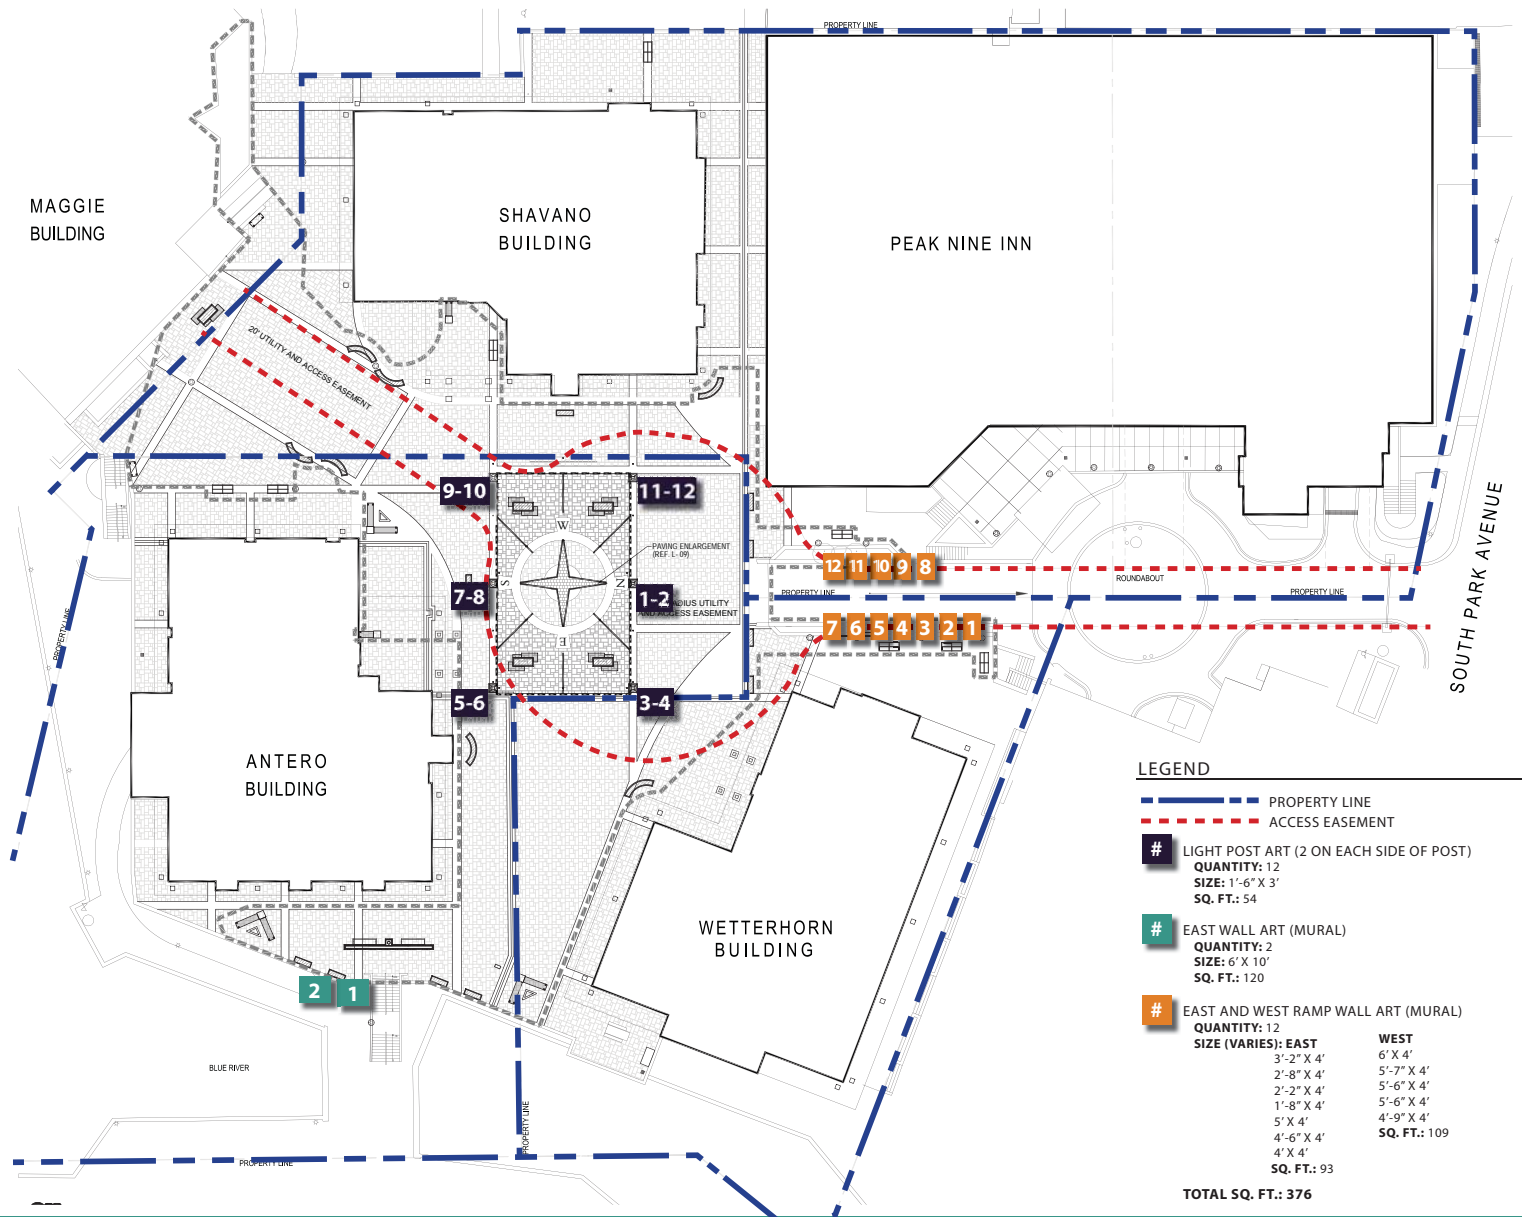 PROPERTY LINE
MAGGIE
BUILDING
SHAVANO
BUILDING
PEAK NINE INN
20' UTILITY AND ACCESS EASEMENT
9-10
11-12
W
PAVING ENLARGEMENT
(REF. L-09)
S
N
7-8
1-2
RADIUS UTILITY
AND ACCESS EASEMENT
E
5-6
3-4
12 11 10 9 8
ROUNDABOUT
PROPERTY LINE
PROPERTY LINE
7 6 5 4 3 2 1
SOUTH PARK AVENUE
PROPERTY LINE
ANTERO
BUILDING
WETTERHORN
BUILDING
2 1
BLUE RIVER
PROPERTY LINE
PROPERTY LINE
LEGEND
PROPERTY LINE
ACCESS EASEMENT
# LIGHT POST ART (2 ON EACH SIDE OF POST)
QUANTITY: 12
SIZE: 1'-6" X 3'
SQ. FT.: 54
# EAST WALL ART (MURAL)
QUANTITY: 2
SIZE: 6' X 10'
SQ. FT.: 120
# EAST AND WEST RAMP WALL ART (MURAL)
QUANTITY: 12
SIZE (VARIES): EAST
3'-2" X 4'
2'-8" X 4'
2'-2" X 4'
1'-8" X 4'
5' X 4'
4'-6" X 4'
4' X 4'
SQ. FT.: 93
WEST
6' X 4'
5'-7" X 4'
5'-6" X 4'
5'-6" X 4'
4'-9" X 4'
SQ. FT.: 109
TOTAL SQ. FT.: 376